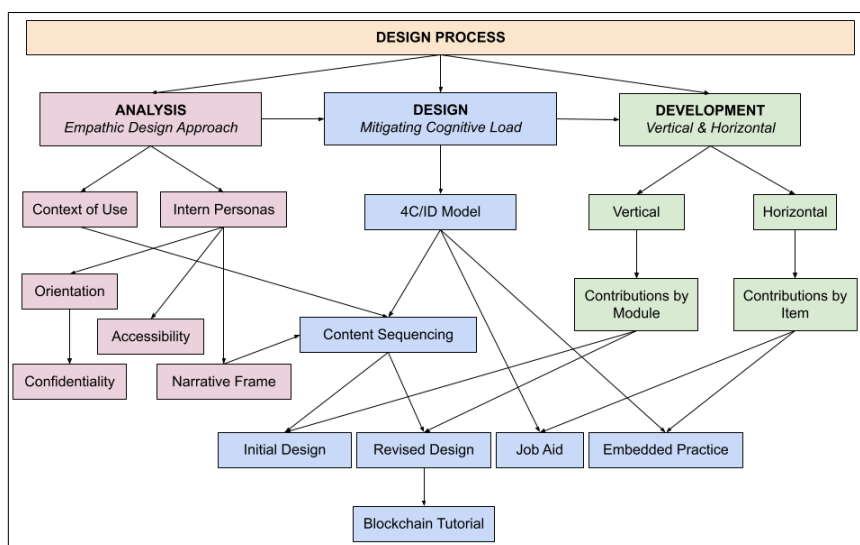 DESIGN PROCESS
ANALYSIS
Empathic Design Approach
DESIGN
Mitigating Cognitive Load
DEVELOPMENT
Vertical & Horizontal
Context of Use
Intern Personas
4C/ID Model
Vertical
Horizontal
Orientation
Contributions by
Module
Contributions by
Item
Accessibility
Content Sequencing
Confidentiality
Narrative Frame
Initial Design
Revised Design
Job Aid
Embedded Practice
Blockchain Tutorial